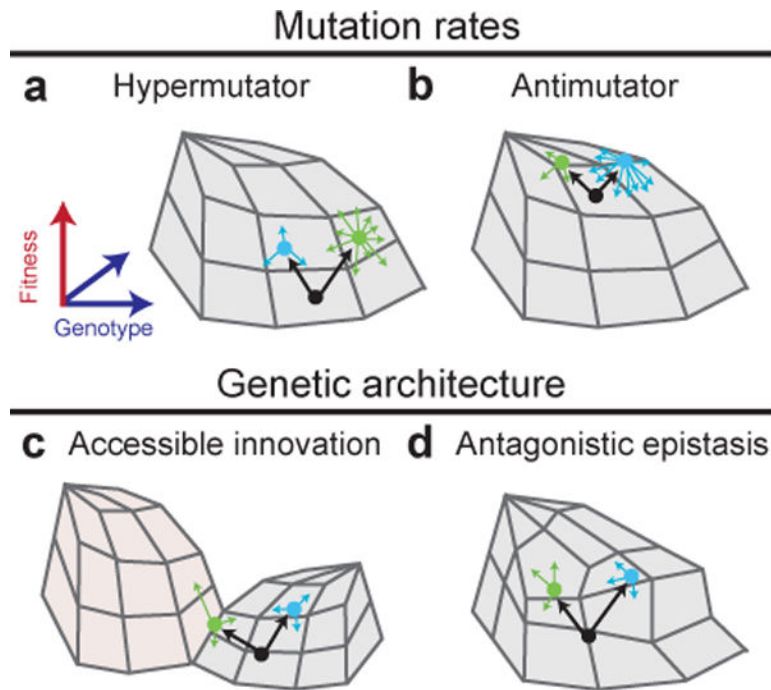 Mutation rates
a Hypermutator
b Antimutator
Fitness
Genotype
Genetic architecture
c Accessible innovation
d Antagonistic epistasis